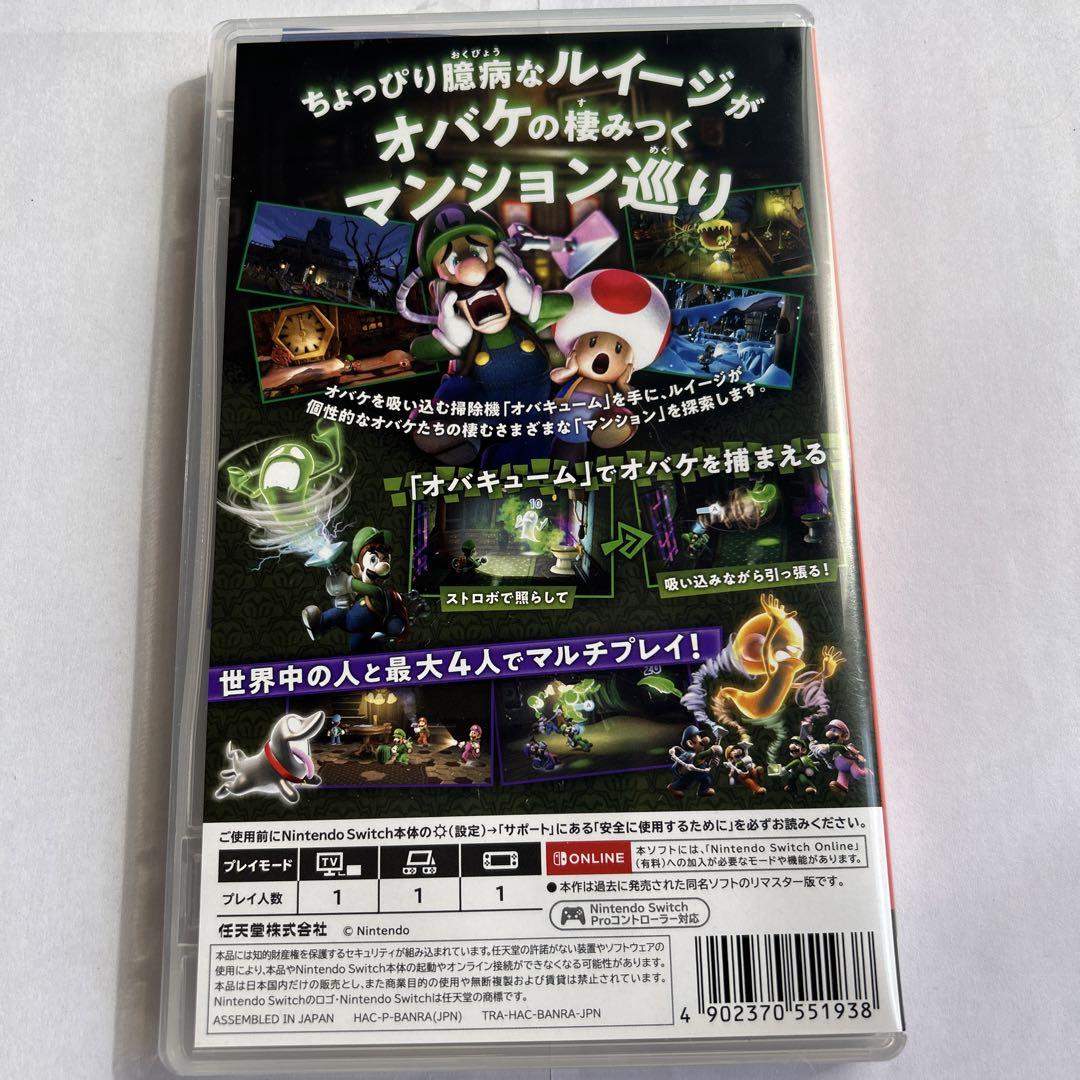 おくびょう
ちょっぴり臆病なルイージが
す
オバケの棲みつく
めぐ
マンション巡り
オバケを吸い込む掃除機「オバキューム」を手に、ルイージが
個性的なオバケたちの棲むさまざまな「マンション」を探索します。
「オバキューム」でオバケを捕まえる
10
ストロボで照らして
吸い込みながら引っ張る!
世界中の人と最大4人でマルチプレイ!
20
ご使用前にNintendo Switch本体の(設定)→「サポート」にある「安全に使用するために」を必ずお読みください。
プレイモード TV
プレイ人数 1 1 1
ONLINE
本ソフトには、「Nintendo Switch Online」
(有料)への加入が必要なモードや機能があります。
●本作は過去に発売された同名ソフトのリマスター版です。
Nintendo Switch
Proコントローラー対応
任天堂株式会社 © Nintendo
本品には知的財産権を保護するセキュリティが組み込まれています。任天堂の許諾がない装置やソフトウェアの
使用により、本品やNintendo Switch本体の起動やオンライン接続ができなくなる可能性があります。
本品は日本国内だけの販売とし、また商業目的の使用や無断複製および賃貸は禁止されています。
Nintendo Switchのロゴ・Nintendo Switchは任天堂の商標です。
ASSEMBLED IN JAPAN HAC-P-BANRA(JPN) TRA-HAC-BANRA-JPN
4 902370 551938